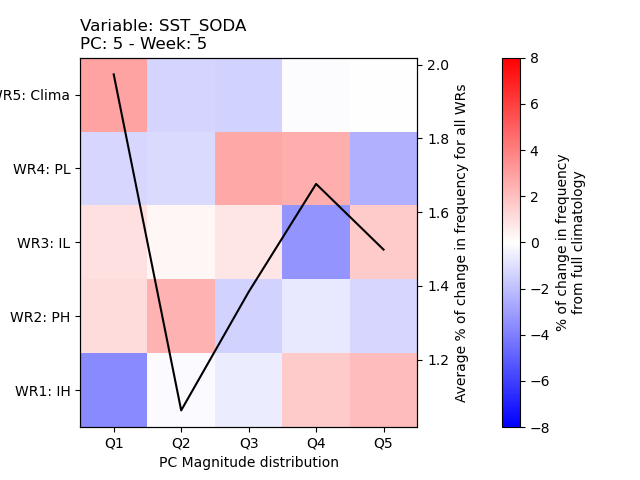 Variable: SST_SODA
PC: 5 - Week: 5
WR5: Clima
WR4: PL
WR3: IL
WR2: PH
WR1: IH
Q1 Q2 Q3 Q4 Q5
PC Magnitude distribution
2.0
1.8
1.6
1.4
1.2
Average % of change in frequency for all WRs
8
6
4
2
0
−2
−4
−6
−8
% of change in frequency
from full climatology